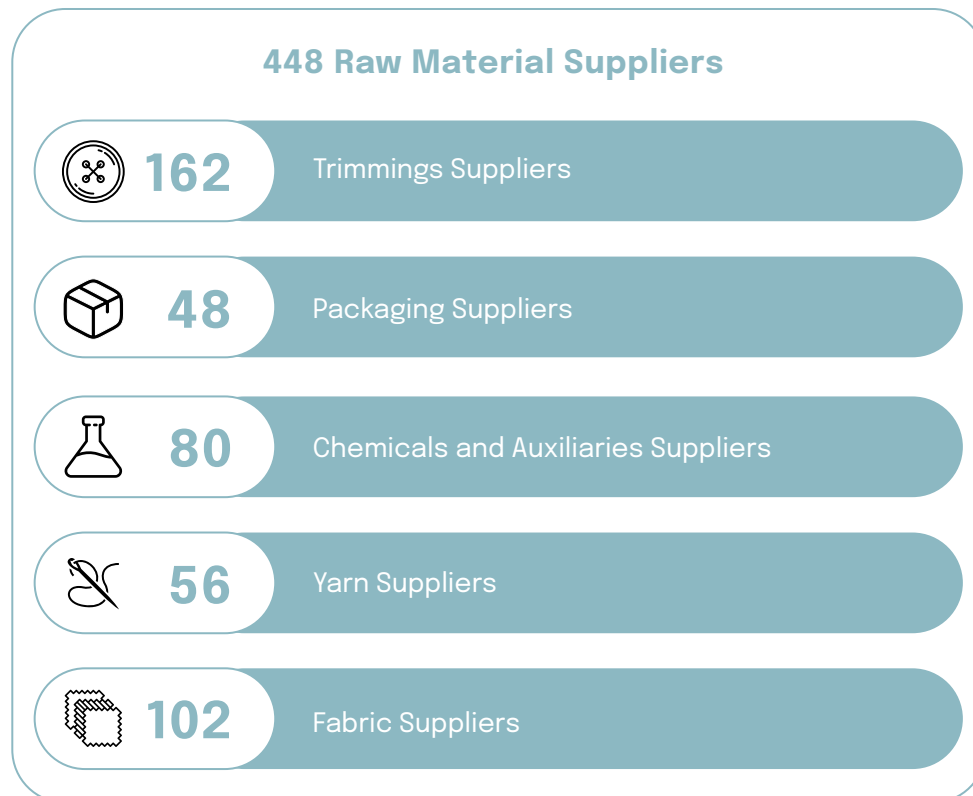 448 Raw Material Suppliers
162 Trimmings Suppliers
48 Packaging Suppliers
80 Chemicals and Auxiliaries Suppliers
56 Yarn Suppliers
102 Fabric Suppliers